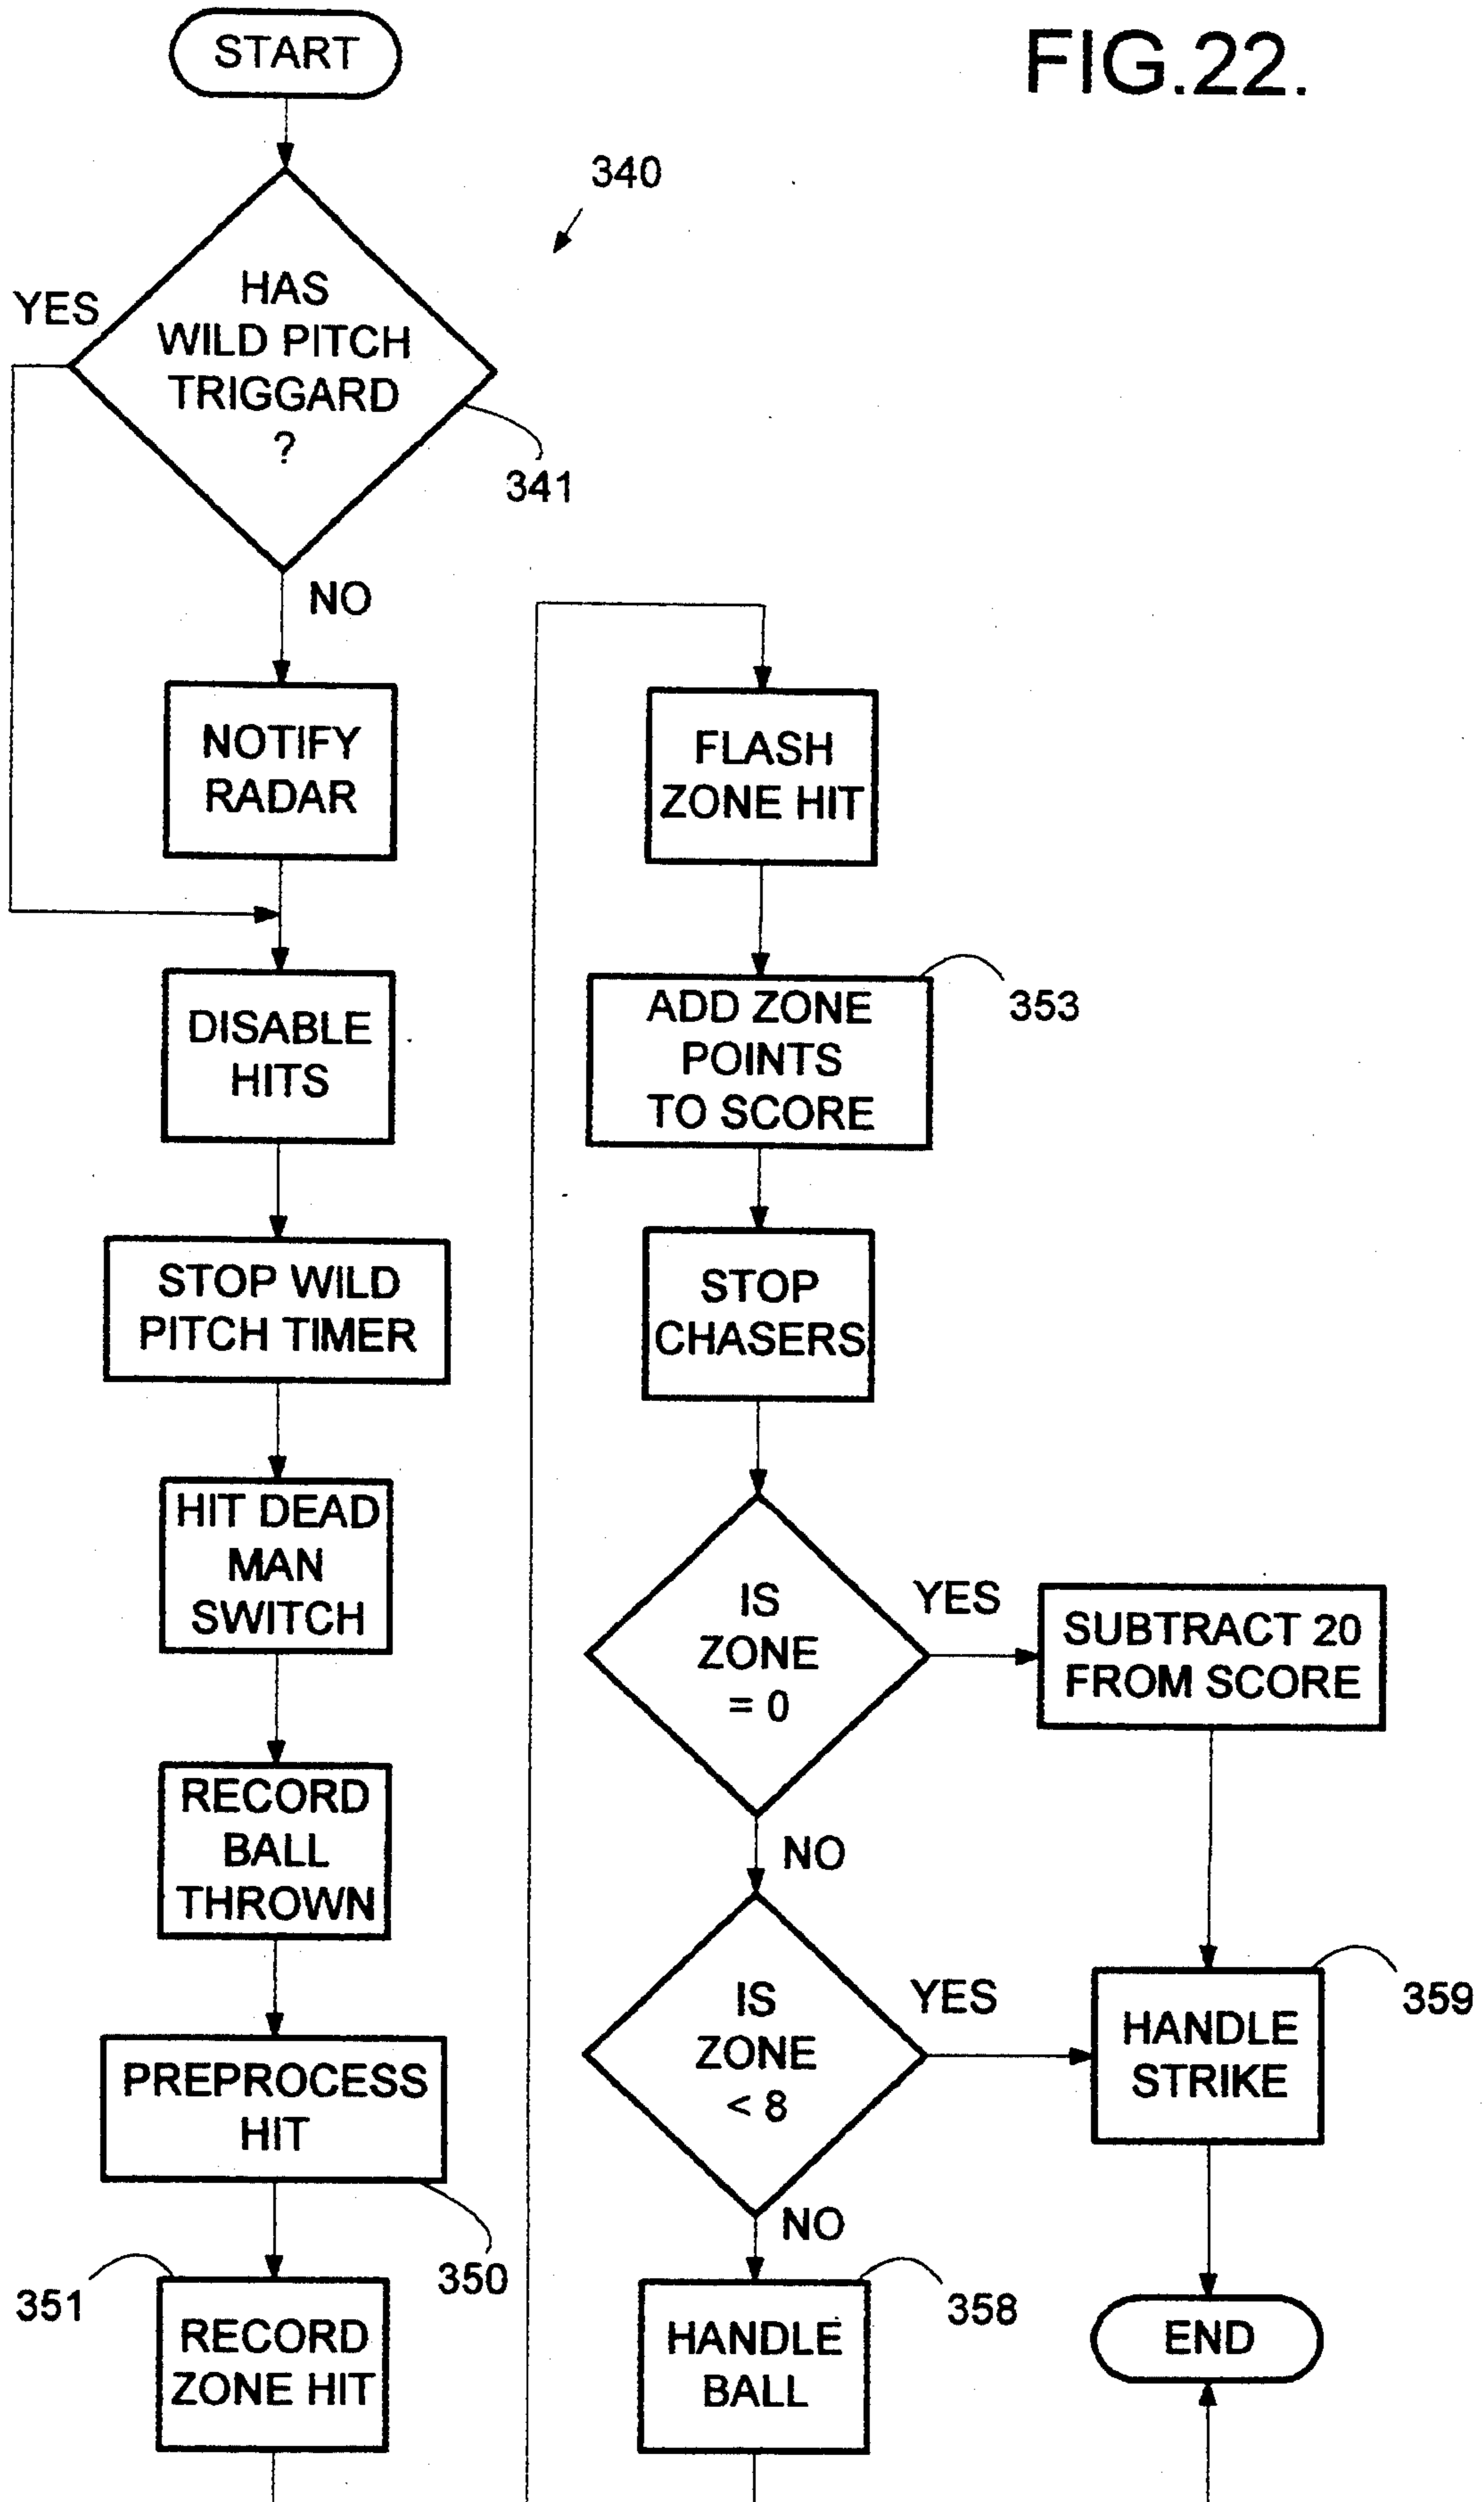 START
FIG.22.
340
YES
HAS
WILD PITCH
TRIGGARD
?
341
NO
NOTIFY
RADAR
DISABLE
HITS
STOP WILD
PITCH TIMER
HIT DEAD
MAN
SWITCH
RECORD
BALL
THROWN
PREPROCESS
HIT
350
351
RECORD
ZONE HIT
FLASH
ZONE HIT
353
ADD ZONE
POINTS
TO SCORE
STOP
CHASERS
IS
ZONE
= 0
YES
SUBTRACT 20
FROM SCORE
NO
IS
ZONE
< 8
YES
359
HANDLE
STRIKE
NO
358
HANDLE
BALL
END